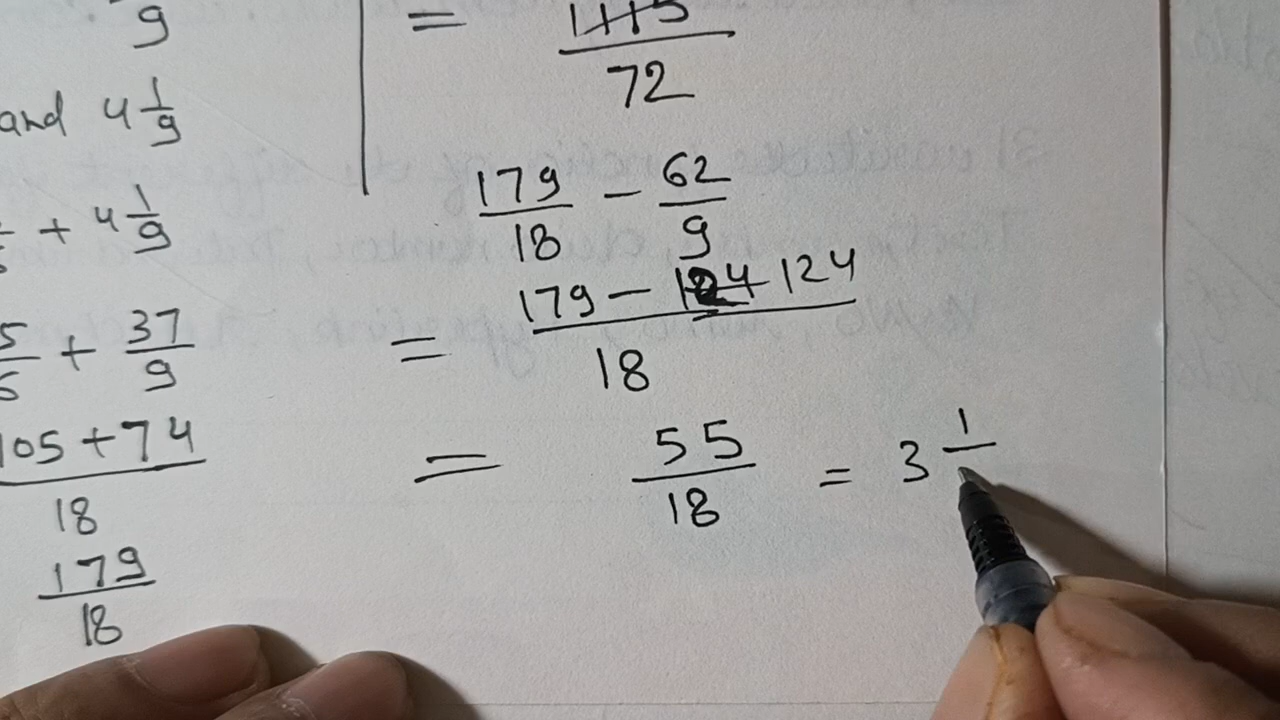 9
and 4 1/9
+ 4 1/9
5/6 + 37/9
105 + 74
18
179/18
= 1115/72
179/18 − 62/9
= (179 − 124 124)/18
= 55/18 = 3 1/